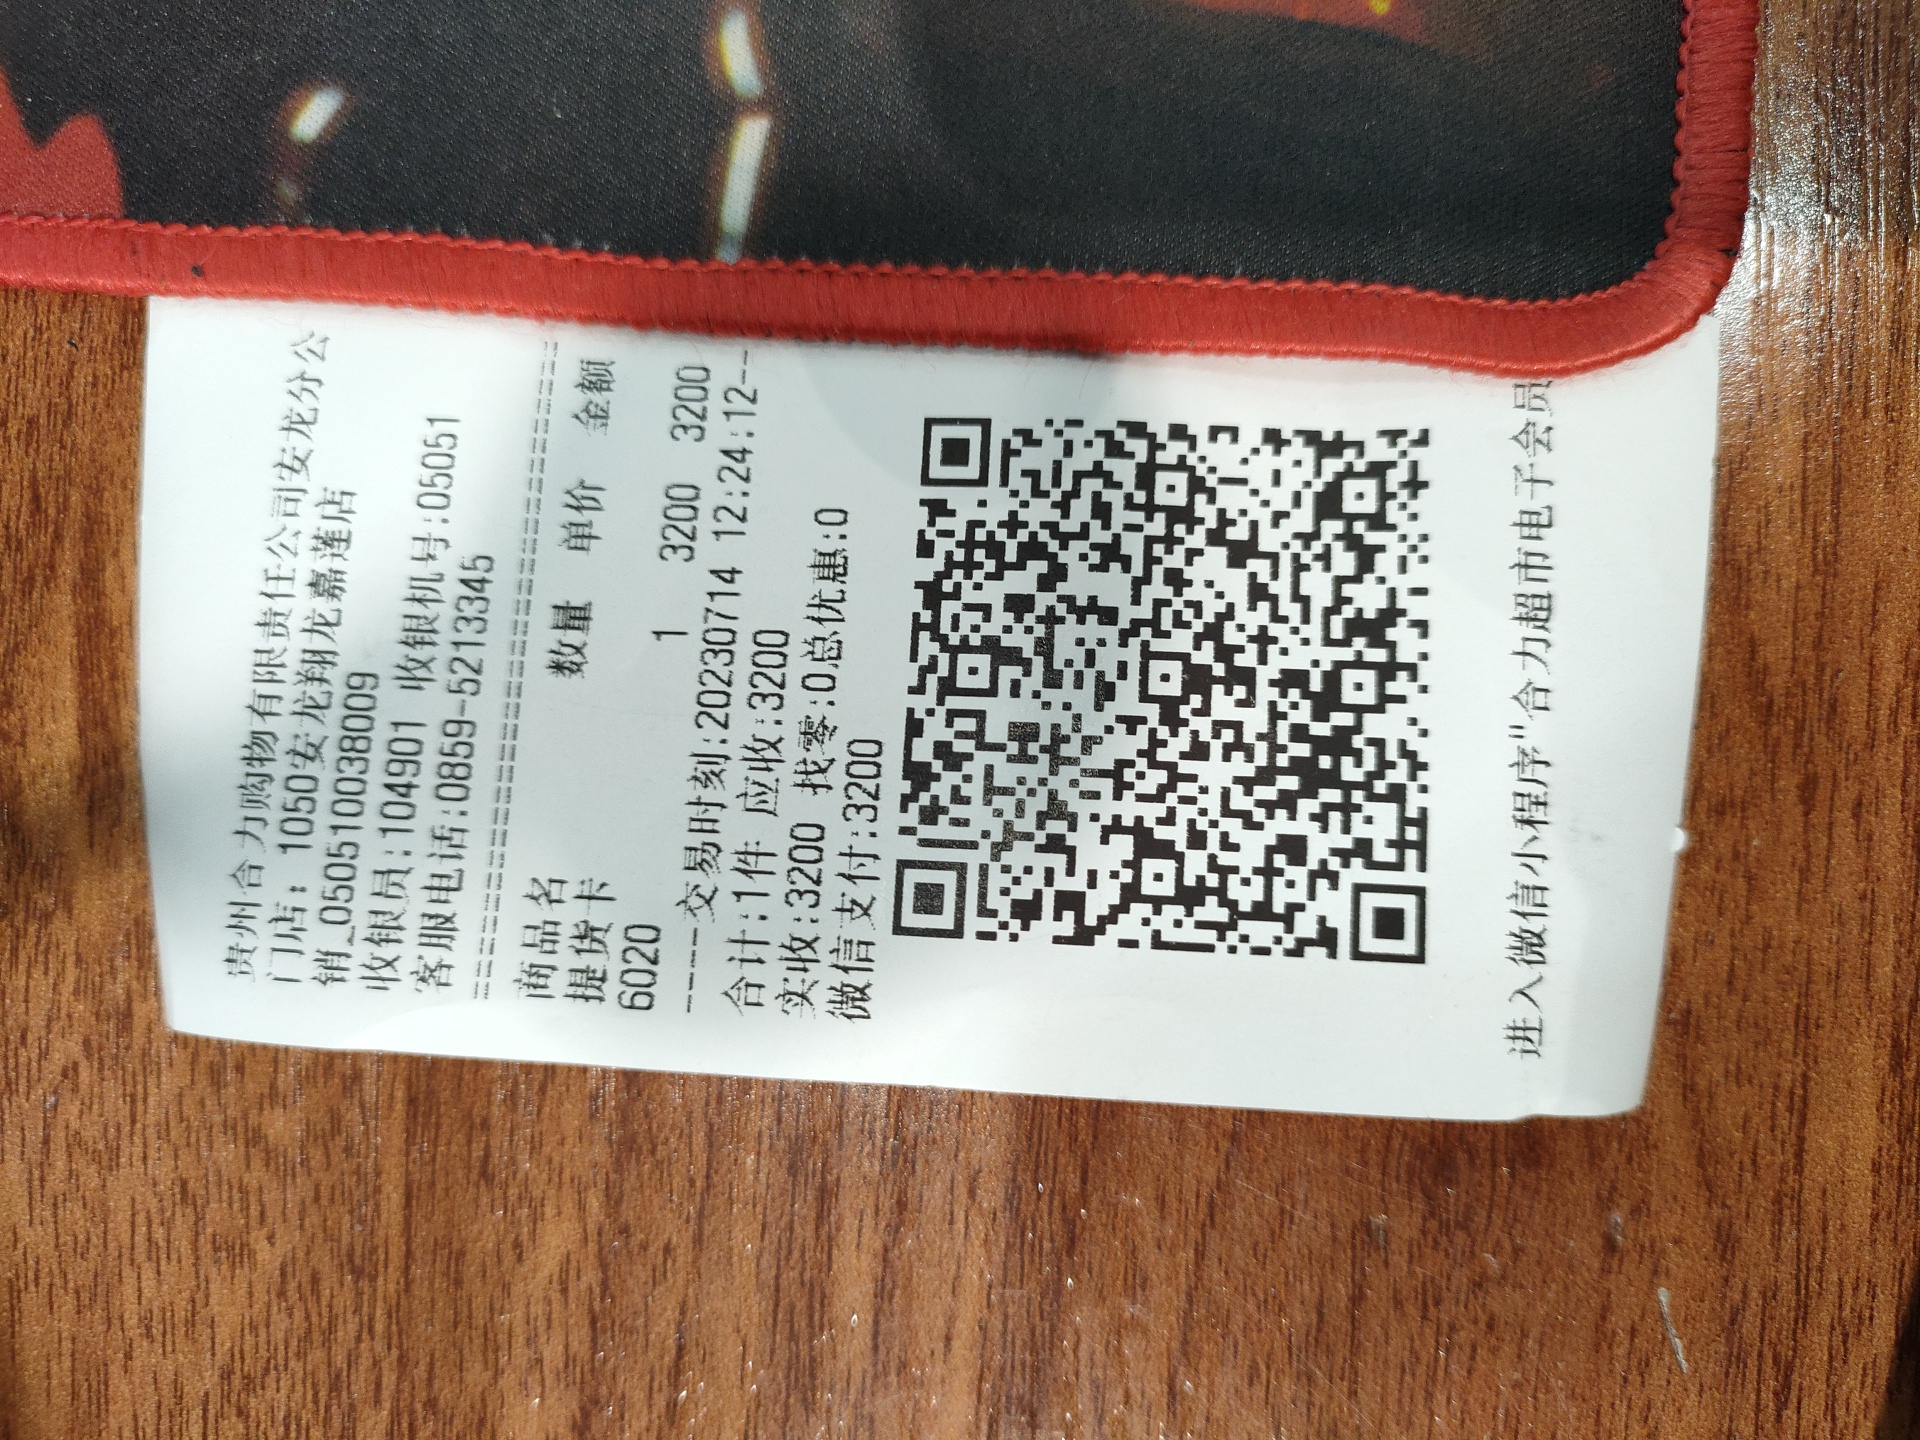 贵州合力购物有限责任公司安龙分公
门店: 1050安龙翔龙嘉莲店
销_050510038009
收银员:104901 收银机号:05051
客服电话:0859-5213345
商品名 数量 单价 金额
提货卡
6020 1 3200 3200
----交易时刻:20230714 12:24:12--
合计:1件 应收:3200
实收:3200 找零:0总优惠:0
微信支付:3200
进入微信小程序"合力超市电子会员